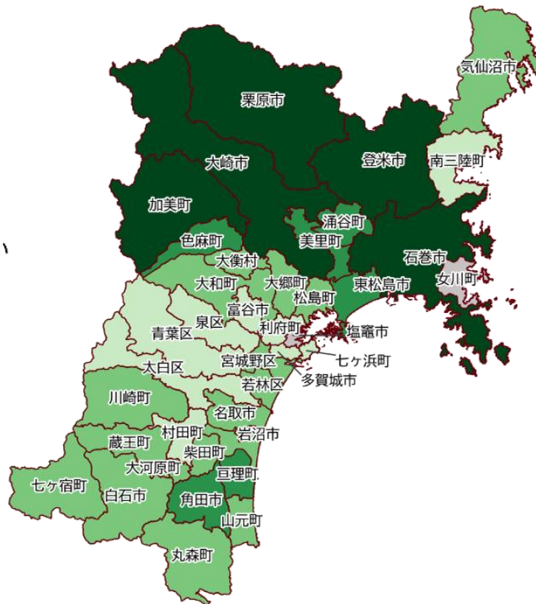 気仙沼市
栗原市
登米市
南三陸町
大崎市
加美町
涌谷町
色麻町
美里町
石巻市
大衡村
女川町
大和町
大郷町
東松島市
松島町
富谷市
泉区
利府町
青葉区
塩竈市
宮城野区
七ヶ浜町
太白区
多賀城市
若林区
川崎町
名取市
村田町
岩沼市
蔵王町
柴田町
大河原町
亘理町
七ヶ宿町
白石市
角田市
山元町
丸森町
、